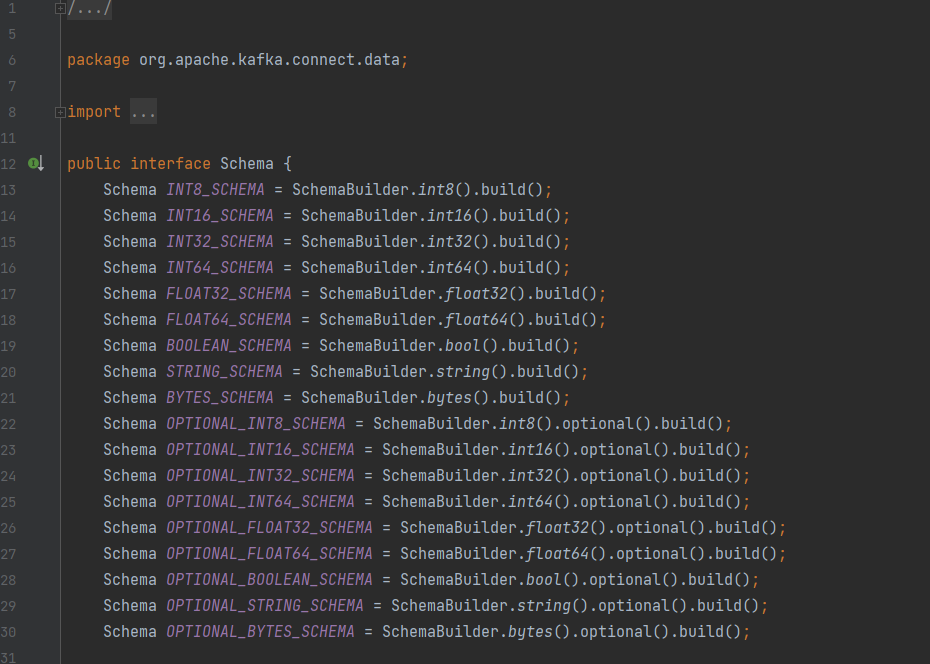 1 /.../
5
6 package org.apache.kafka.connect.data;
7
8 import ...
11
12 public interface Schema {
13 Schema INT8_SCHEMA = SchemaBuilder.int8().build();
14 Schema INT16_SCHEMA = SchemaBuilder.int16().build();
15 Schema INT32_SCHEMA = SchemaBuilder.int32().build();
16 Schema INT64_SCHEMA = SchemaBuilder.int64().build();
17 Schema FLOAT32_SCHEMA = SchemaBuilder.float32().build();
18 Schema FLOAT64_SCHEMA = SchemaBuilder.float64().build();
19 Schema BOOLEAN_SCHEMA = SchemaBuilder.bool().build();
20 Schema STRING_SCHEMA = SchemaBuilder.string().build();
21 Schema BYTES_SCHEMA = SchemaBuilder.bytes().build();
22 Schema OPTIONAL_INT8_SCHEMA = SchemaBuilder.int8().optional().build();
23 Schema OPTIONAL_INT16_SCHEMA = SchemaBuilder.int16().optional().build();
24 Schema OPTIONAL_INT32_SCHEMA = SchemaBuilder.int32().optional().build();
25 Schema OPTIONAL_INT64_SCHEMA = SchemaBuilder.int64().optional().build();
26 Schema OPTIONAL_FLOAT32_SCHEMA = SchemaBuilder.float32().optional().build();
27 Schema OPTIONAL_FLOAT64_SCHEMA = SchemaBuilder.float64().optional().build();
28 Schema OPTIONAL_BOOLEAN_SCHEMA = SchemaBuilder.bool().optional().build();
29 Schema OPTIONAL_STRING_SCHEMA = SchemaBuilder.string().optional().build();
30 Schema OPTIONAL_BYTES_SCHEMA = SchemaBuilder.bytes().optional().build();
31